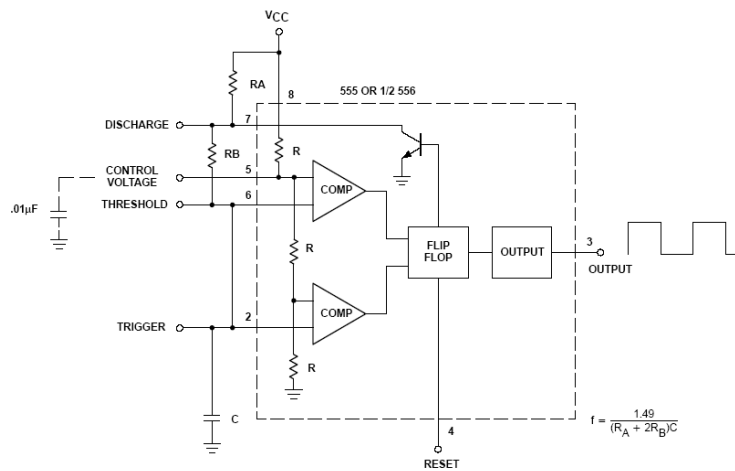 VCC
RA
8
555 OR 1/2 556
DISCHARGE
7
RB
R
CONTROL
VOLTAGE
5
COMP
.01µF
THRESHOLD
6
R
FLIP
FLOP
OUTPUT
3
OUTPUT
COMP
TRIGGER
2
R
C
4
RESET
f = 1.49
(RA + 2RB)C